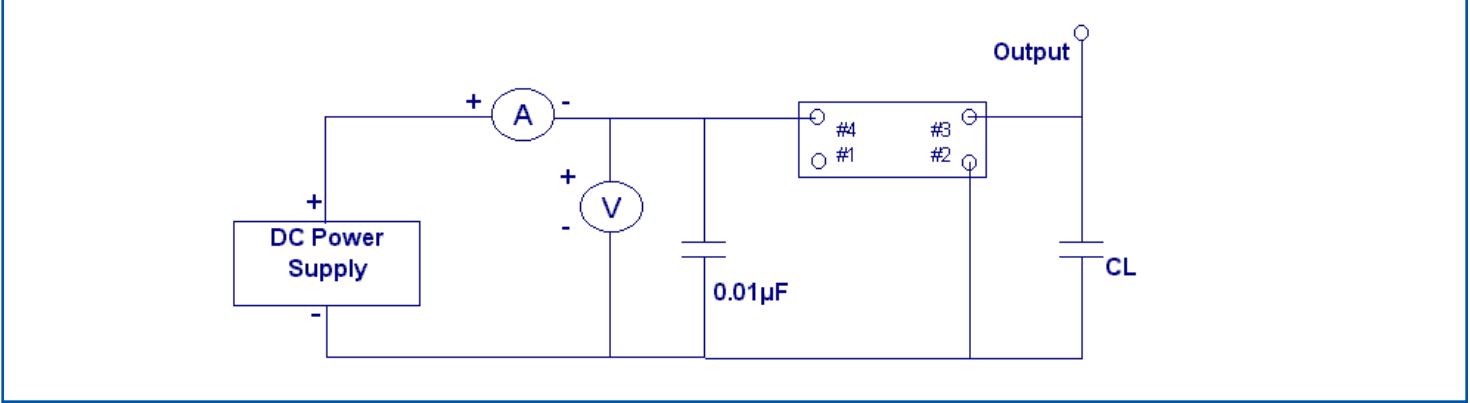 Output
+
A
-
#4
#3
#1
#2
+
V
-
+
DC Power
Supply
-
0.01µF
CL